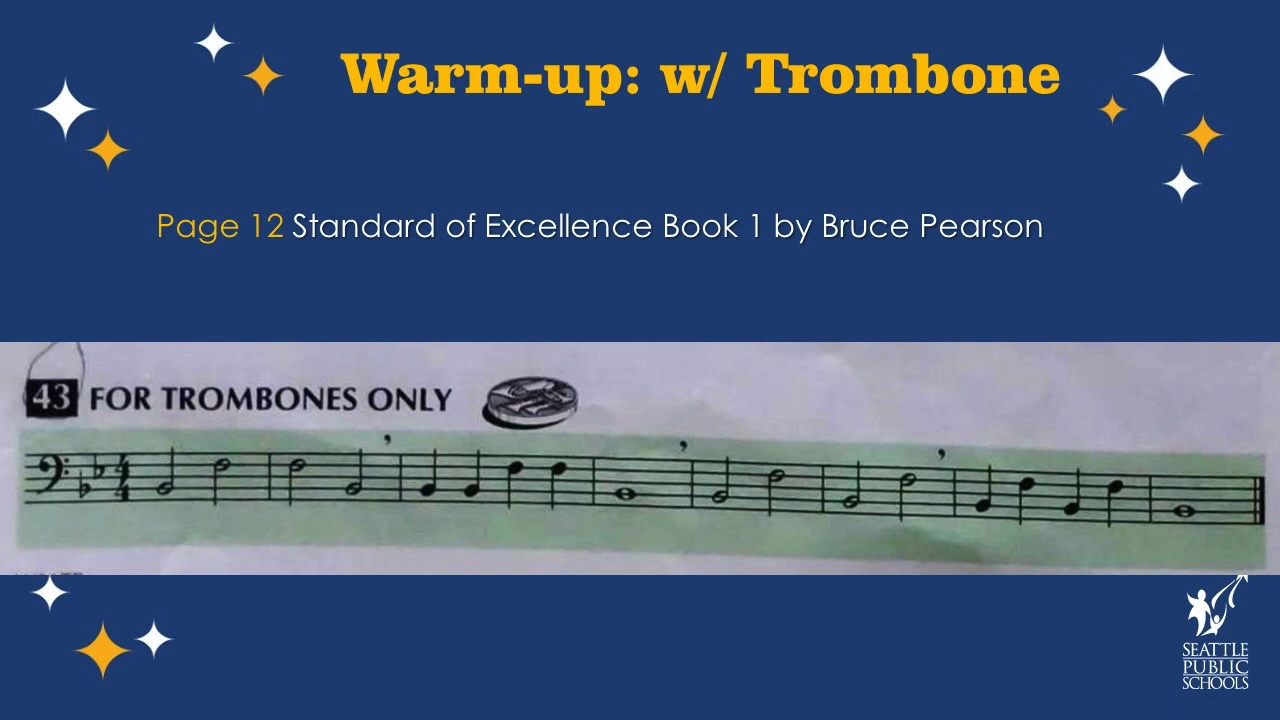 Warm-up: w/ Trombone
Page 12 Standard of Excellence Book 1 by Bruce Pearson
43 FOR TROMBONES ONLY
SEATTLE
PUBLIC
SCHOOLS